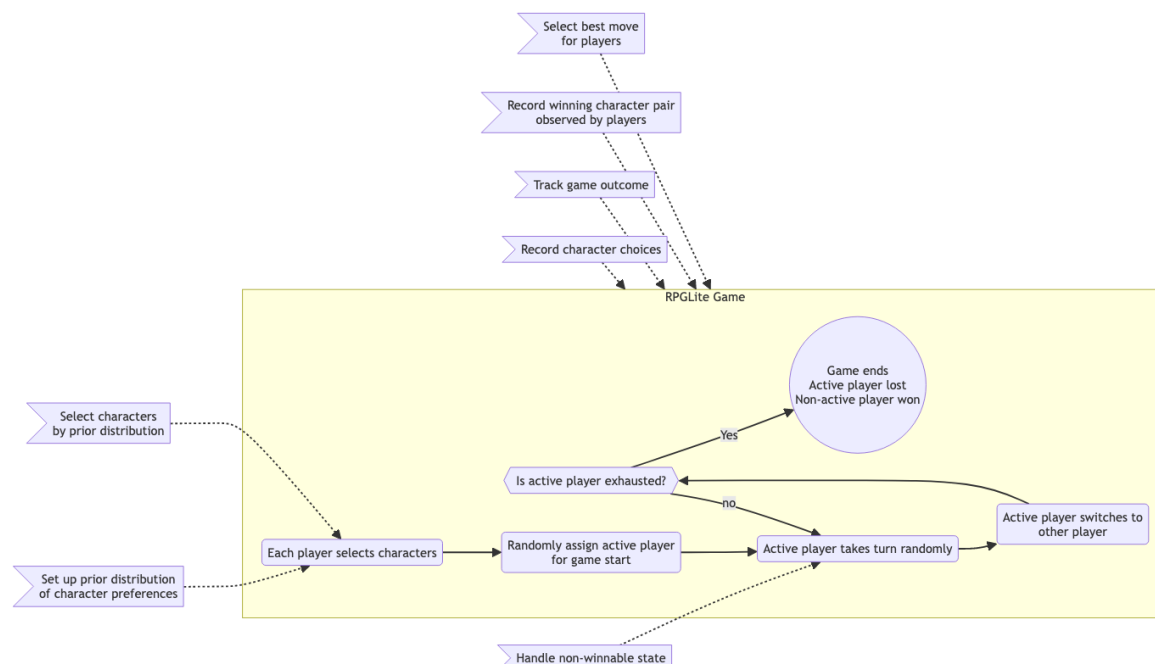 Select best move
for players
Record winning character pair
observed by players
Track game outcome
Record character choices
RPGLite Game
Game ends
Active player lost
Non-active player won
Select characters
by prior distribution
Yes
Is active player exhausted?
no
Each player selects characters
Randomly assign active player
for game start
Active player takes turn randomly
Active player switches to
other player
Set up prior distribution
of character preferences
Handle non-winnable state